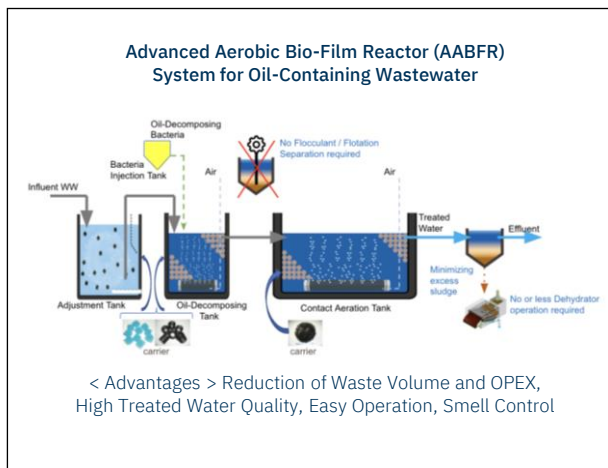 Advanced Aerobic Bio-Film Reactor (AABFR)
System for Oil-Containing Wastewater
Oil-Decomposing
Bacteria
Bacteria
Injection Tank
No Flocculant / Flotation
Separation required
Air
Air
Influent WW
Treated
Water
Effluent
Adjustment Tank
Oil-Decomposing
Tank
Contact Aeration Tank
Minimizing
excess
sludge
No or less Dehydrator
operation required
carrier
carrier
< Advantages > Reduction of Waste Volume and OPEX,
High Treated Water Quality, Easy Operation, Smell Control